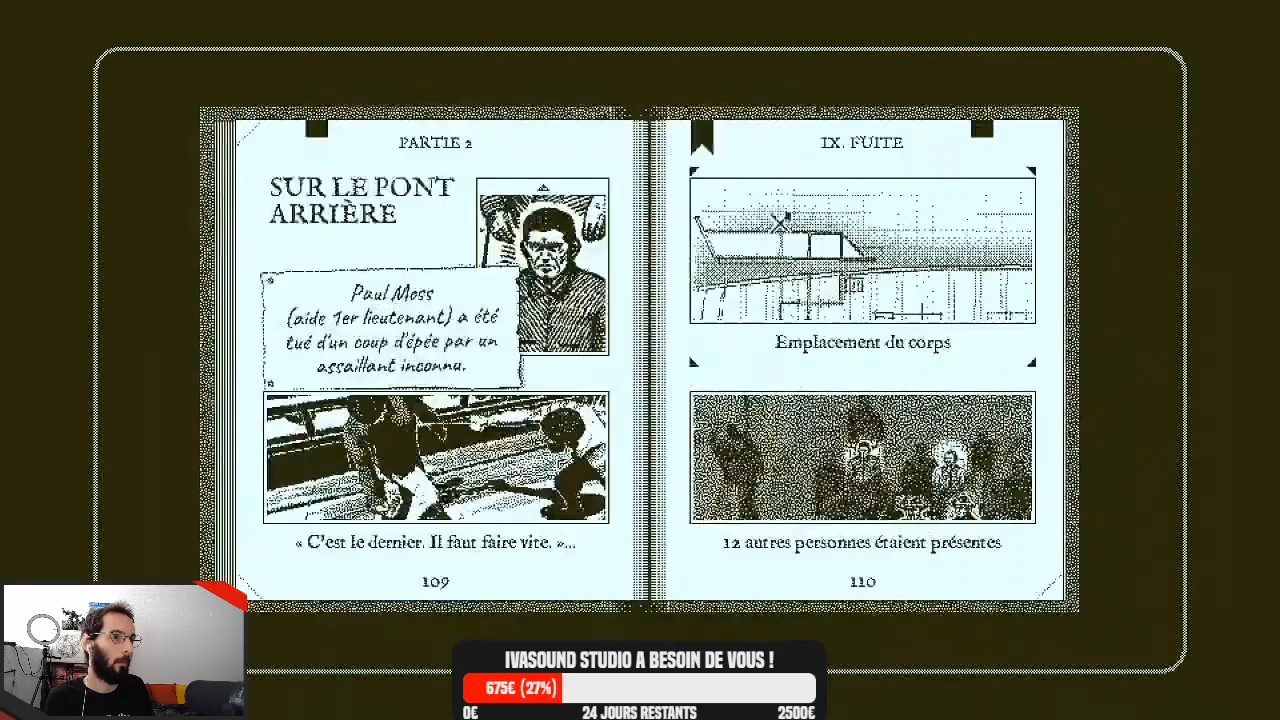 PARTIE 2
SUR LE PONT
ARRIÈRE
Paul Moss
(aide 1er lieutenant) a été
tué d'un coup d'épée par un
assaillant inconnu.
« C'est le dernier. Il faut faire vite. »...
109
IX. FUITE
Emplacement du corps
12 autres personnes étaient présentes
110
IVASOUND STUDIO A BESOIN DE VOUS !
675€ (27%)
0€ 24 JOURS RESTANTS 2500€